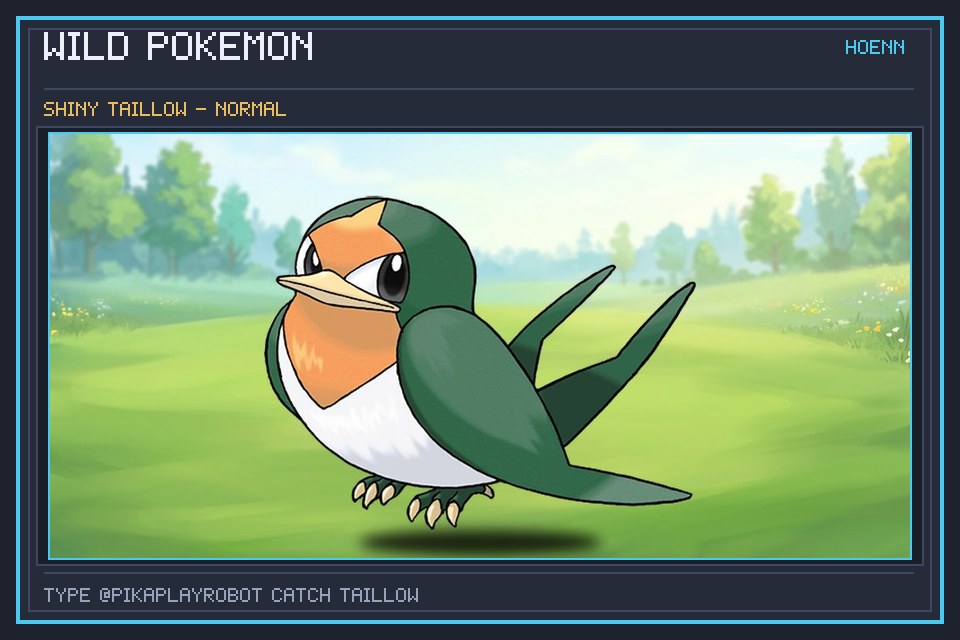 WILD POKEMON
HOENN
SHINY TAILLOW - NORMAL
TYPE @PIKAPLAYROBOT CATCH TAILLOW